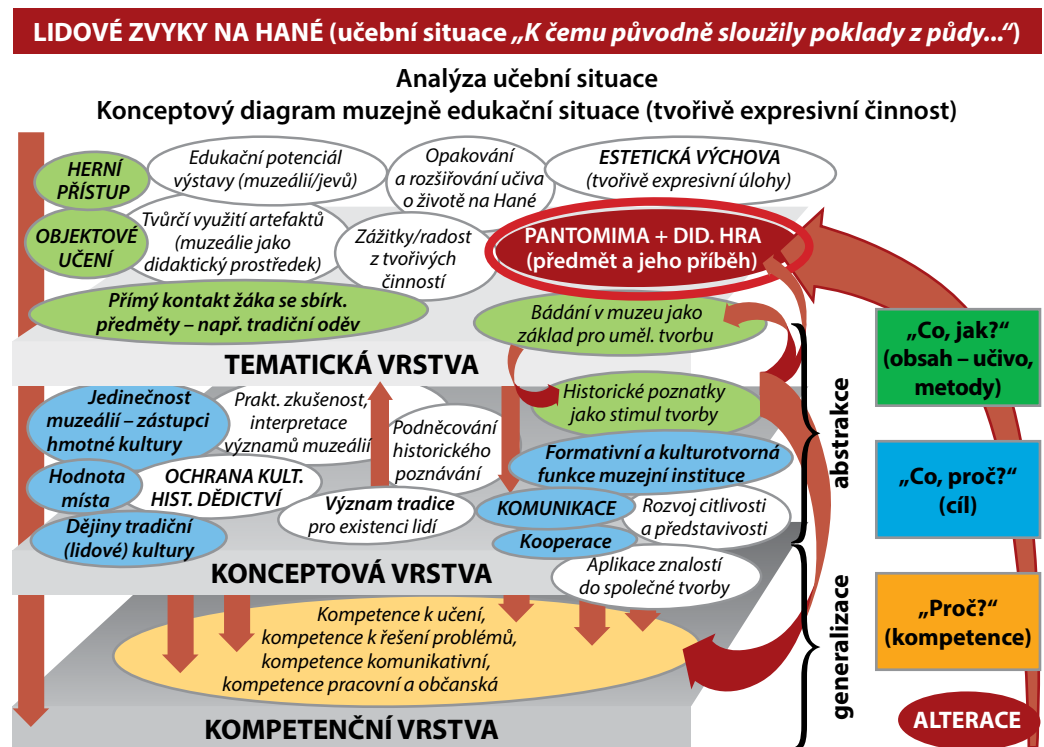 LIDOVÉ ZVYKY NA HANÉ (učební situace „K čemu původně sloužily poklady z půdy...“)
Analýza učební situace
Konceptový diagram muzejně edukační situace (tvořivě expresivní činnost)
HERNÍ
PŘÍSTUP
Edukační potenciál
výstavy (muzeálií/jevů)
Opakování
a rozšiřování učiva
o životě na Hané
ESTETICKÁ VÝCHOVA
(tvořivě expresivní úlohy)
OBJEKTOVÉ
UČENÍ
Tvůrčí využití artefaktů
(muzeálie jako
didaktický prostředek)
Zážitky/radost
z tvořivých
činností
PANTOMIMA + DID. HRA
(předmět a jeho příběh)
Přímý kontakt žáka se sbírk.
předměty – např. tradiční oděv
Bádání v muzeu jako
základ pro uměl. tvorbu
TEMATICKÁ VRSTVA
Jedinečnost
muzeálií – zástupci
hmotné kultury
Prakt. zkušenost,
interpretace
významů muzeálií
Podněcování
historického
poznávání
Historické poznatky
jako stimul tvorby
Formativní a kulturotvorná
funkce muzejní instituce
Hodnota
místa
OCHRANA KULT.
HIST. DĚDICTVÍ
Význam tradice
pro existenci lidí
KOMUNIKACE
Rozvoj citlivosti
a představivosti
Dějiny tradiční
(lidové) kultury
Kooperace
KONCEPTOVÁ VRSTVA
Aplikace znalostí
do společné tvorby
Kompetence k učení,
kompetence k řešení problémů,
kompetence komunikativní,
kompetence pracovní a občanská
KOMPETENČNÍ VRSTVA
abstrakce
generalizace
„Co, jak?“
(obsah – učivo,
metody)
„Co, proč?“
(cíl)
„Proč?“
(kompetence)
ALTERACE